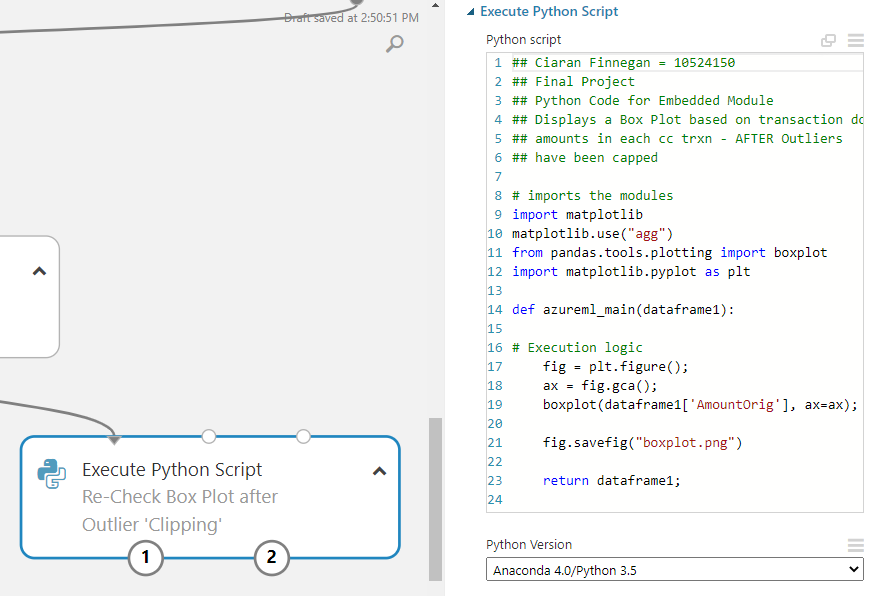 Draft saved at 2:50:51 PM
Execute Python Script
Re-Check Box Plot after
Outlier 'Clipping'
1
2
Execute Python Script
Python script
1 ## Ciaran Finnegan = 10524150
2 ## Final Project
3 ## Python Code for Embedded Module
4 ## Displays a Box Plot based on transaction do
5 ## amounts in each cc trxn - AFTER Outliers
6 ## have been capped
7
8 # imports the modules
9 import matplotlib
10 matplotlib.use("agg")
11 from pandas.tools.plotting import boxplot
12 import matplotlib.pyplot as plt
13
14 def azureml_main(dataframe1):
15
16 # Execution logic
17     fig = plt.figure();
18     ax = fig.gca();
19     boxplot(dataframe1['AmountOrig'], ax=ax);
20
21     fig.savefig("boxplot.png")
22
23     return dataframe1;
24
Python Version
Anaconda 4.0/Python 3.5